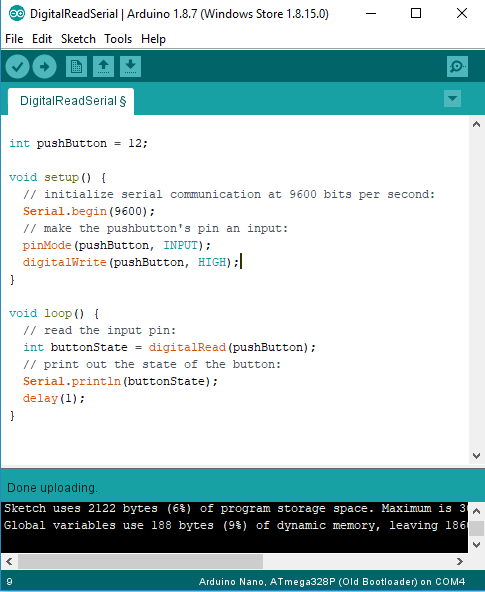 DigitalReadSerial | Arduino 1.8.7 (Windows Store 1.8.15.0)
File Edit Sketch Tools Help
DigitalReadSerial §
int pushButton = 12;
void setup() {
// initialize serial communication at 9600 bits per second:
Serial.begin(9600);
// make the pushbutton's pin an input:
pinMode(pushButton, INPUT);
digitalWrite(pushButton, HIGH);
}
void loop() {
// read the input pin:
int buttonState = digitalRead(pushButton);
// print out the state of the button:
Serial.println(buttonState);
delay(1);
}
Done uploading.
Sketch uses 2122 bytes (6%) of program storage space. Maximum is
Global variables use 188 bytes (9%) of dynamic memory, leaving 186
9 Arduino Nano, ATmega328P (Old Bootloader) on COM4